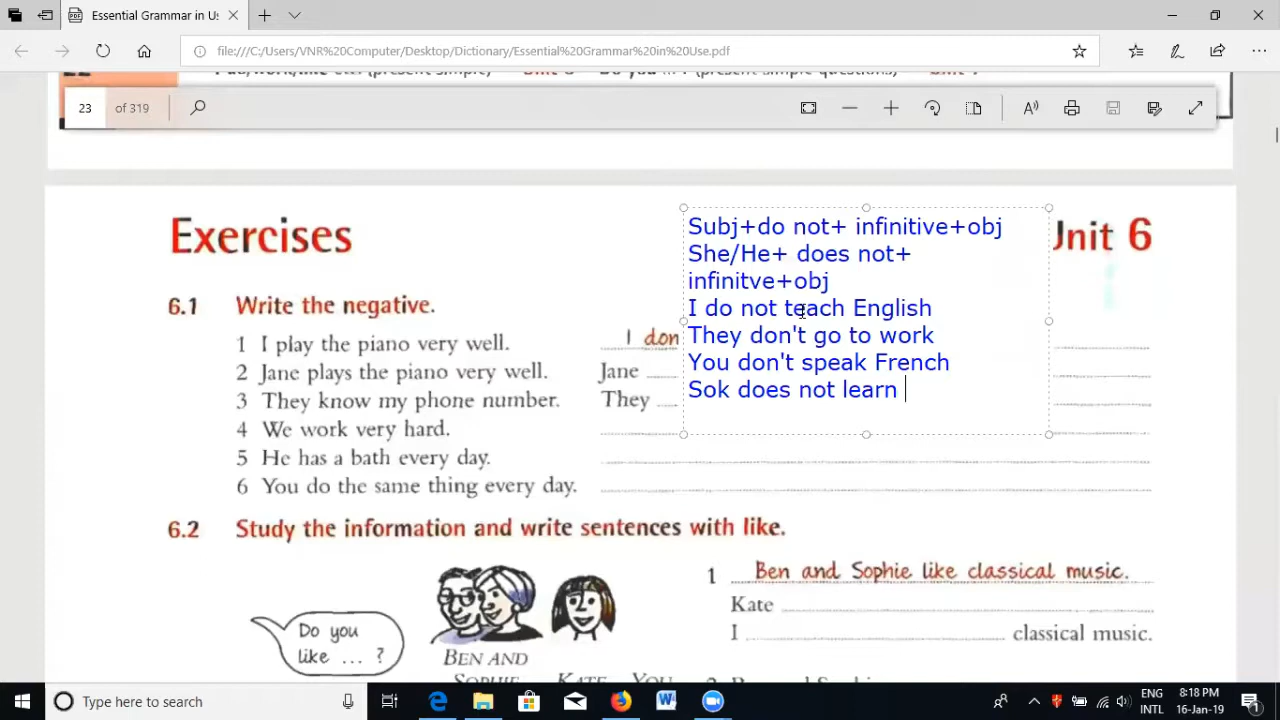 Essential Grammar in Us
file:///C:/Users/VNR%20Computer/Desktop/Dictionary/Essential%20Grammar%20in%20Use.pdf
23 of 319
Exercises
Unit 6
Subj+do not+ infinitive+obj
She/He+ does not+
infinitve+obj
I do not teach English
They don't go to work
You don't speak French
Sok does not learn
6.1 Write the negative.
1 I play the piano very well. I don
2 Jane plays the piano very well. Jane
3 They know my phone number. They
4 We work very hard.
5 He has a bath every day.
6 You do the same thing every day.
6.2 Study the information and write sentences with like.
Do you
like ... ?
BEN AND
SOPHIE KATE YOU
1 Ben and Sophie like classical music.
Kate
I classical music.
Type here to search
ENG
INTL
8:18 PM
16-Jan-19
1